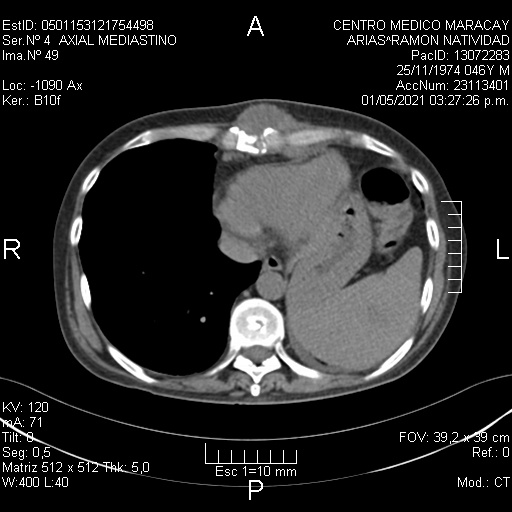 EstID: 0501153121754498
Ser.Nº 4 AXIAL MEDIASTINO
Ima.Nº 49
Loc: -1090 Ax
Ker.: B10f
A
CENTRO MEDICO MARACAY
ARIAS^RAMON NATIVIDAD
PacID: 13072283
25/11/1974 046Y M
AccNum: 23113401
01/05/2021 03:27:26 p.m.
R
L
KV: 120
mA: 71
Tilt: 0
Seg: 0,5
Matriz 512 x 512 Thk: 5,0
W:400 L:40
Esc 1=10 mm
P
FOV: 39,2 x 39 cm
Ref.: 0
Mod.: CT